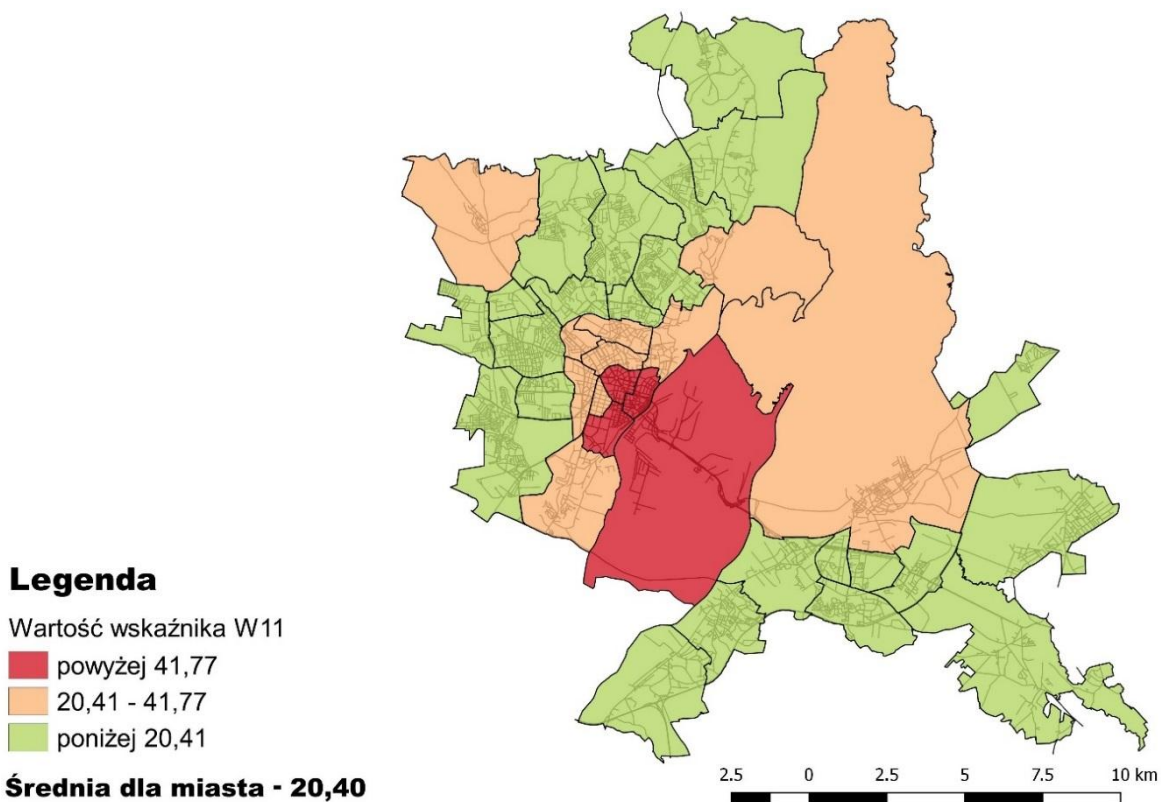 Legenda
Wartość wskaźnika W11
powyżej 41,77
20,41 - 41,77
poniżej 20,41
Średnia dla miasta - 20,40
2.5 0 2.5 5 7.5 10 km